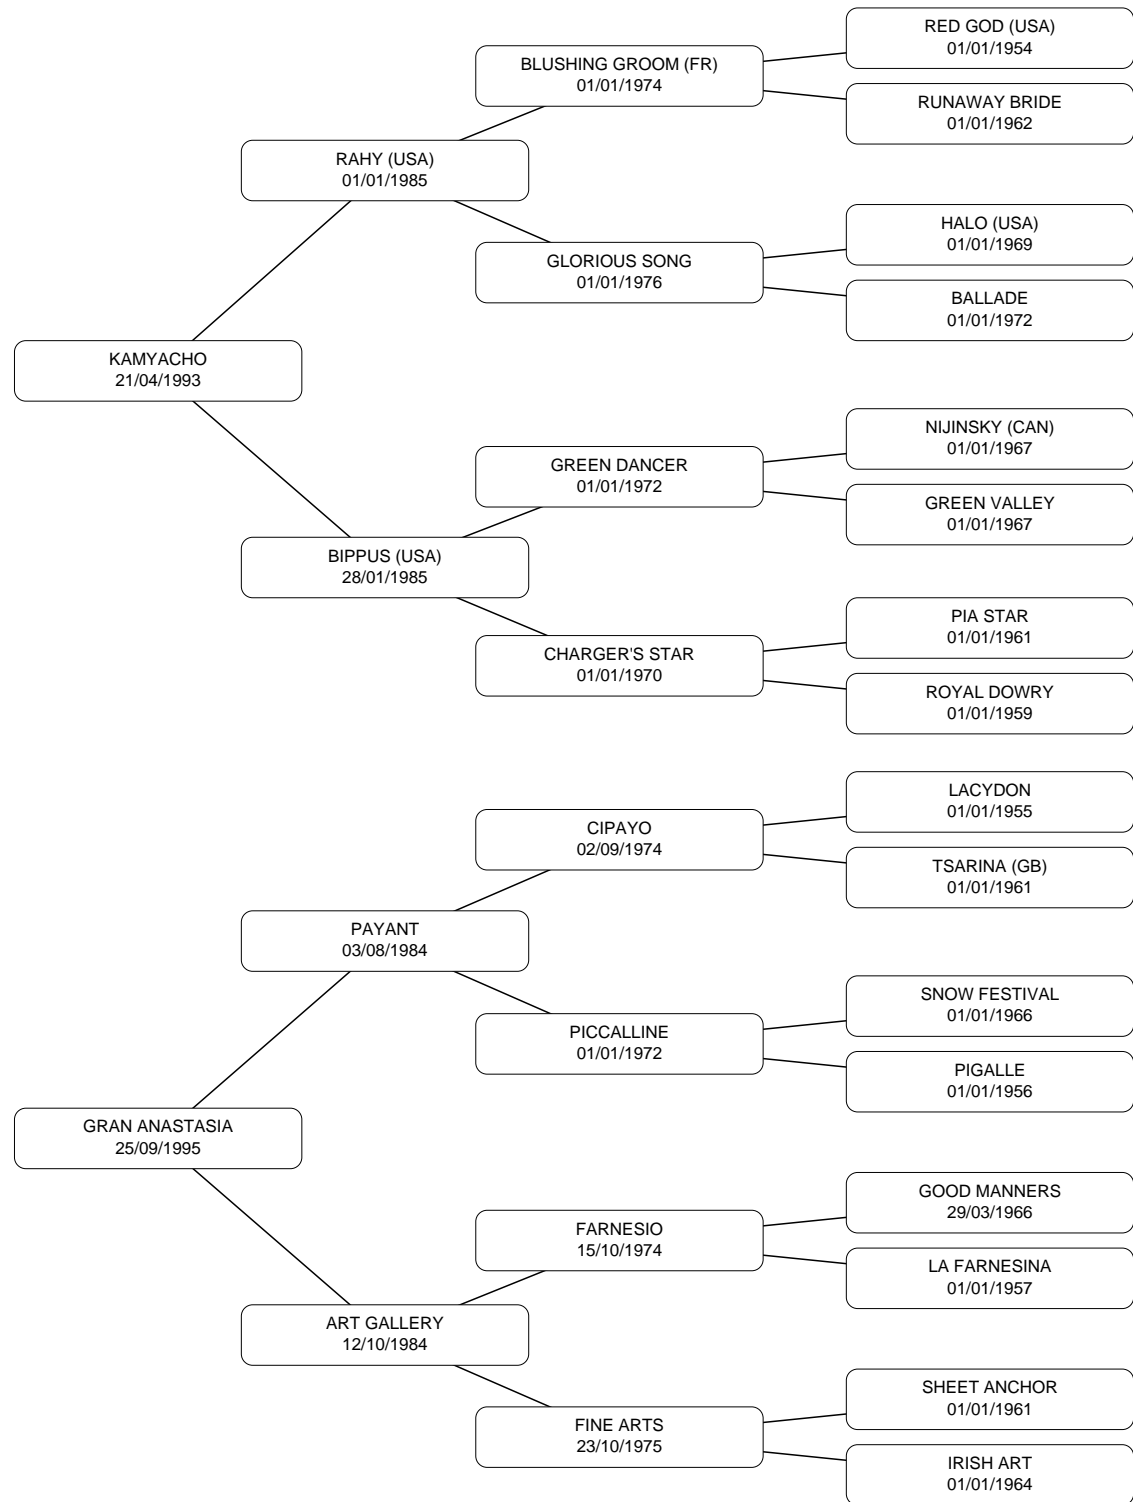 RED GOD (USA)
01/01/1954
BLUSHING GROOM (FR)
01/01/1974
RUNAWAY BRIDE
01/01/1962
RAHY (USA)
01/01/1985
HALO (USA)
01/01/1969
GLORIOUS SONG
01/01/1976
BALLADE
01/01/1972
KAMYACHO
21/04/1993
NIJINSKY (CAN)
01/01/1967
GREEN DANCER
01/01/1972
GREEN VALLEY
01/01/1967
BIPPUS (USA)
28/01/1985
PIA STAR
01/01/1961
CHARGER'S STAR
01/01/1970
ROYAL DOWRY
01/01/1959
LACYDON
01/01/1955
CIPAYO
02/09/1974
TSARINA (GB)
01/01/1961
PAYANT
03/08/1984
SNOW FESTIVAL
01/01/1966
PICCALLINE
01/01/1972
PIGALLE
01/01/1956
GRAN ANASTASIA
25/09/1995
GOOD MANNERS
29/03/1966
FARNESIO
15/10/1974
LA FARNESINA
01/01/1957
ART GALLERY
12/10/1984
SHEET ANCHOR
01/01/1961
FINE ARTS
23/10/1975
IRISH ART
01/01/1964